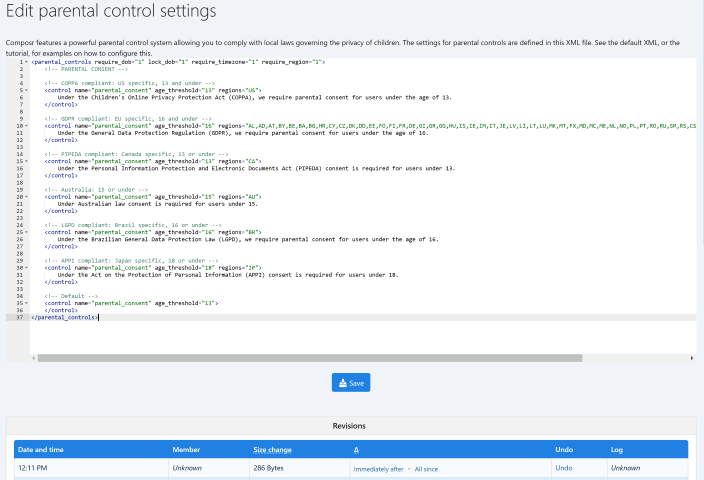 Edit parental control settings
Composr features a powerful parental control system allowing you to comply with local laws governing the privacy of children. The settings for parental controls are defined in this XML file. See the default XML, or the
tutorial, for examples on how to configure this.
1 <parental_controls require_dob="1" lock_dob="1" require_timezone="1" require_region="1">
2 <!-- PARENTAL CONSENT -->
3
4 <!-- COPPA compliant: US specific, 13 and under -->
5 <control name="parental_consent" age_threshold="13" regions="US">
6 Under the Children's Online Privacy Protection Act (COPPA), we require parental consent for users under the age of 13.
7 </control>
8
9 <!-- GDPR compliant: EU specific, 16 and under -->
10 <control name="parental_consent" age_threshold="16" regions="AL,AD,AT,BY,BE,BA,BG,HR,CY,CZ,DK,DD,EE,FO,FI,FR,DE,GI,GR,GG,HU,IS,IE,IM,IT,JE,LV,LI,LT,LU,MK,MT,FX,MD,MC,ME,NL,NO,PL,PT,RO,RU,SM,RS,CS
11 Under the General Data Protection Regulation (GDPR), we require parental consent for users under the age of 16.
12 </control>
13
14 <!-- PIPEDA compliant: Canada specific, 13 or under -->
15 <control name="parental_consent" age_threshold="13" regions="CA">
16 Under the Personal Information Protection and Electronic Documents Act (PIPEDA) consent is required for users under 13.
17 </control>
18
19 <!-- Australia: 15 or under -->
20 <control name="parental_consent" age_threshold="15" regions="AU">
21 Under Australian law consent is required for users under 15.
22 </control>
23
24 <!-- LGPD compliant: Brazil specific, 16 or under -->
25 <control name="parental_consent" age_threshold="16" regions="BR">
26 Under the Brazilian General Data Protection Law (LGPD), we require parental consent for users under the age of 16.
27 </control>
28
29 <!-- APPI compliant: Japan specific, 18 or under -->
30 <control name="parental_consent" age_threshold="18" regions="JP">
31 Under the Act on the Protection of Personal Information (APPI) consent is required for users under 18.
32 </control>
33
34 <!-- Default -->
35 <control name="parental_consent" age_threshold="13">
36 </control>
37 </parental_controls>
Save
Revisions
Date and time Member Size change Δ Undo Log
12:11 PM Unknown 286 Bytes Immediately after • All since Undo Unknown